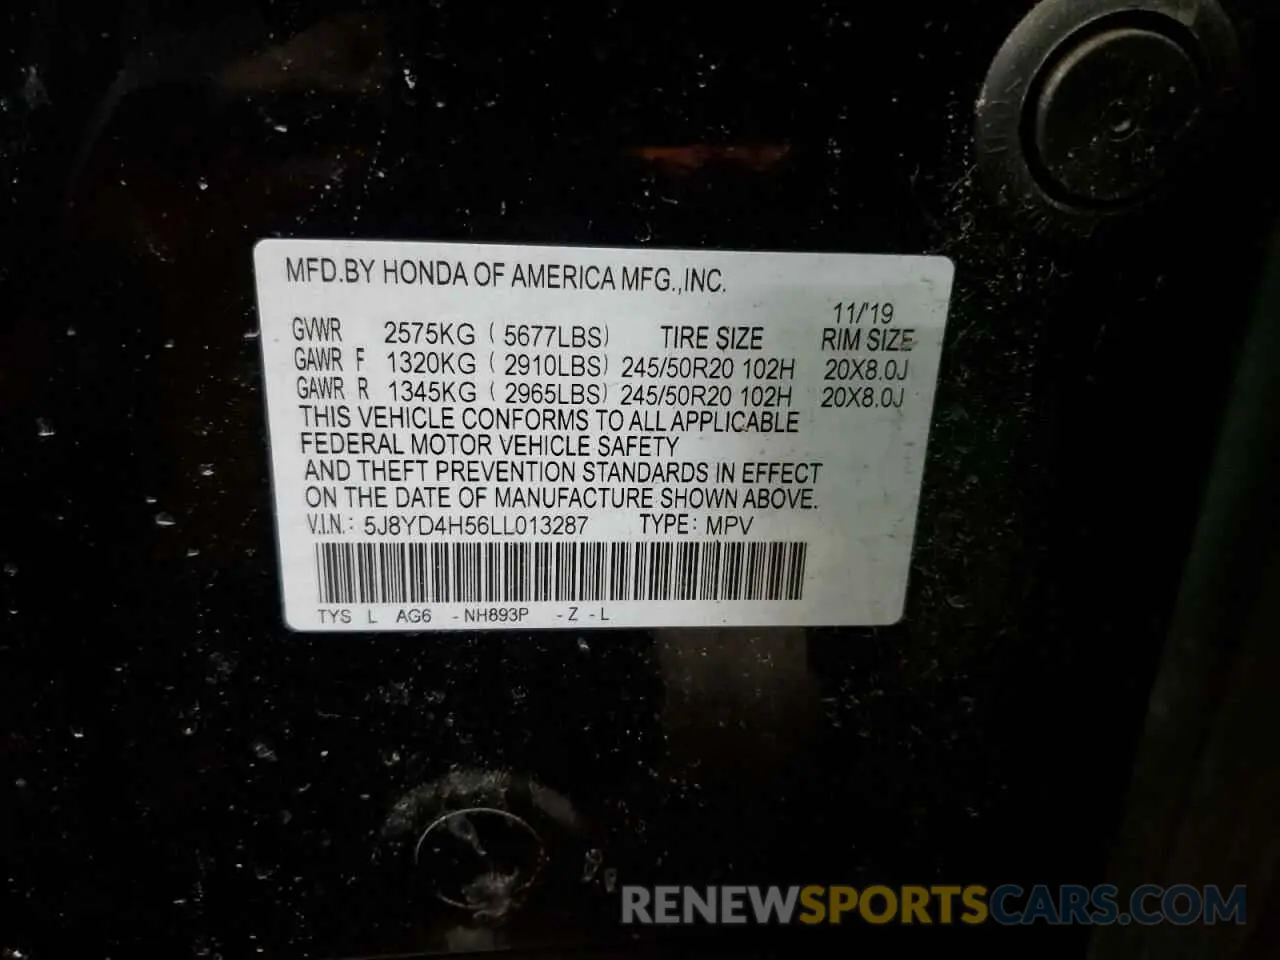 MFD.BY HONDA OF AMERICA MFG.,INC.
11/'19
GVWR 2575KG ( 5677LBS) TIRE SIZE RIM SIZE
GAWR F 1320KG ( 2910LBS) 245/50R20 102H 20X8.0J
GAWR R 1345KG ( 2965LBS) 245/50R20 102H 20X8.0J
THIS VEHICLE CONFORMS TO ALL APPLICABLE
FEDERAL MOTOR VEHICLE SAFETY
AND THEFT PREVENTION STANDARDS IN EFFECT
ON THE DATE OF MANUFACTURE SHOWN ABOVE.
V.I.N.: 5J8YD4H56LL013287 TYPE: MPV
TYS L AG6 -NH893P -Z -L
RENEWSPORTSCARS.COM